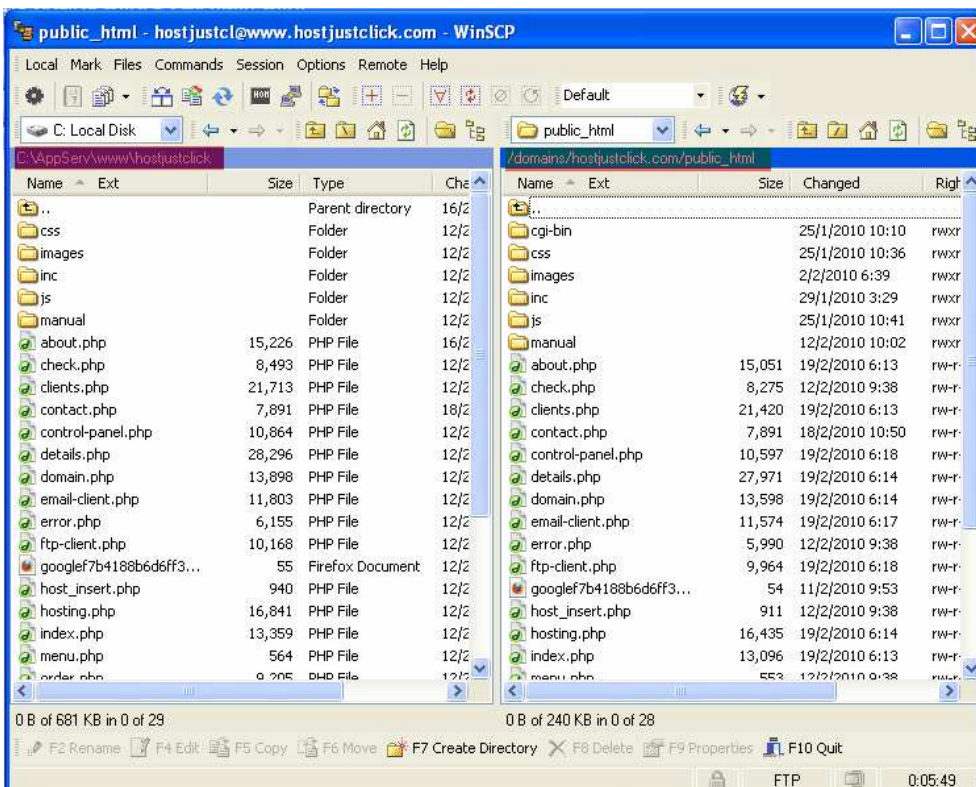 public_html - hostjustcl@www.hostjustclick.com - WinSCP
Local Mark Files Commands Session Options Remote Help
Default
C: Local Disk
public_html
C:\AppServ\www\hostjustclick
/domains/hostjustclick.com/public_html
Name Ext Size Type Cha
.. Parent directory 16/2
css Folder 12/2
images Folder 12/2
inc Folder 12/2
js Folder 12/2
manual Folder 12/2
about.php 15,226 PHP File 16/2
check.php 8,493 PHP File 12/2
clients.php 21,713 PHP File 12/2
contact.php 7,891 PHP File 18/2
control-panel.php 10,864 PHP File 12/2
details.php 28,296 PHP File 12/2
domain.php 13,898 PHP File 12/2
email-client.php 11,803 PHP File 12/2
error.php 6,155 PHP File 12/2
ftp-client.php 10,168 PHP File 12/2
googlef7b4188b6d6ff3... 55 Firefox Document 12/2
host_insert.php 940 PHP File 12/2
hosting.php 16,841 PHP File 12/2
index.php 13,359 PHP File 12/2
menu.php 564 PHP File 12/2
order.php 9,205 PHP File 12/2
0 B of 681 KB in 0 of 29
Name Ext Size Changed Righ
..
cgi-bin 25/1/2010 10:10 rwxr
css 25/1/2010 10:36 rwxr
images 2/2/2010 6:39 rwxr
inc 29/1/2010 3:29 rwxr
js 25/1/2010 10:41 rwxr
manual 12/2/2010 10:02 rwxr
about.php 15,051 19/2/2010 6:13 rw-r-
check.php 8,275 12/2/2010 9:38 rw-r-
clients.php 21,420 19/2/2010 6:13 rw-r-
contact.php 7,891 18/2/2010 10:50 rw-r-
control-panel.php 10,597 19/2/2010 6:18 rw-r-
details.php 27,971 19/2/2010 6:14 rw-r-
domain.php 13,598 19/2/2010 6:14 rw-r-
email-client.php 11,574 19/2/2010 6:17 rw-r-
error.php 5,990 12/2/2010 9:38 rw-r-
ftp-client.php 9,964 19/2/2010 6:18 rw-r-
googlef7b4188b6d6ff3... 54 11/2/2010 9:53 rw-r-
host_insert.php 911 12/2/2010 9:38 rw-r-
hosting.php 16,435 19/2/2010 6:14 rw-r-
index.php 13,096 19/2/2010 6:13 rw-r-
menu.php 553 12/2/2010 9:38 rw-r-
0 B of 240 KB in 0 of 28
F2 Rename F4 Edit F5 Copy F6 Move F7 Create Directory F8 Delete F9 Properties F10 Quit
FTP 0:05:49